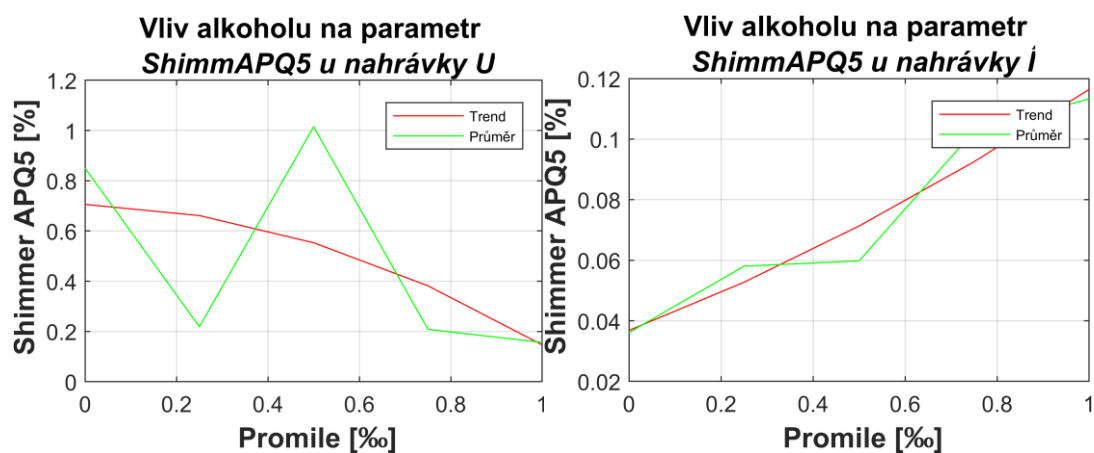 Vliv alkoholu na parametr
ShimmAPQ5 u nahrávky U
Shimmer APQ5 [%]
1.2
1
0.8
0.6
0.4
0.2
0
Trend
Průměr
0 0.2 0.4 0.6 0.8 1
Promile [‰]
Vliv alkoholu na parametr
ShimmAPQ5 u nahrávky Í
Shimmer APQ5 [%]
0.12
0.1
0.08
0.06
0.04
0.02
Trend
Průměr
0 0.2 0.4 0.6 0.8 1
Promile [‰]